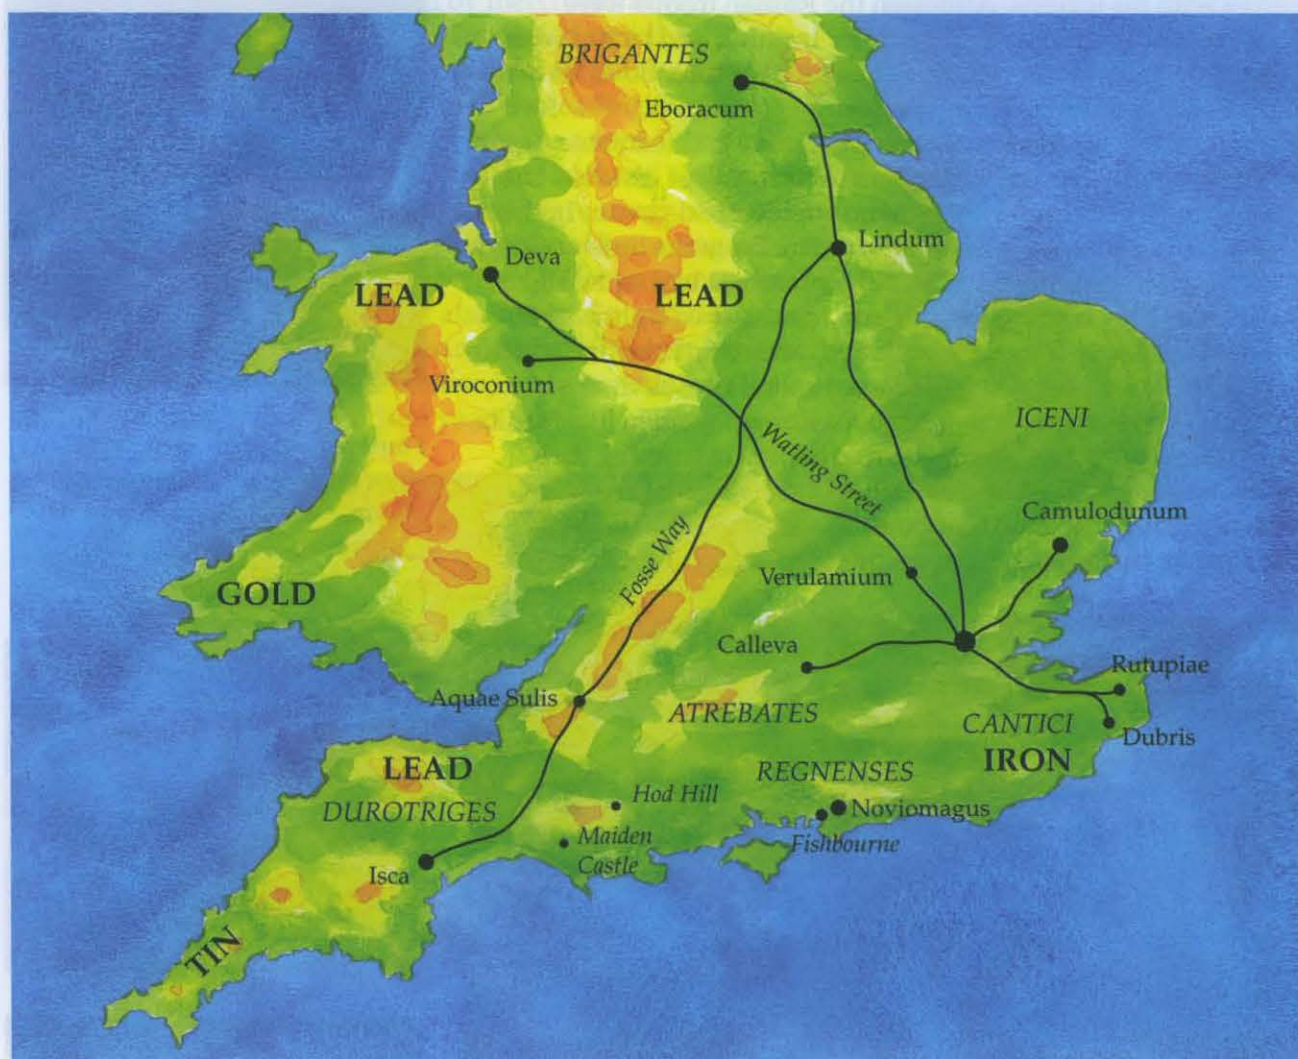 BRIGANTES
Eboracum
Lindum
Deva
LEAD
LEAD
Viroconium
ICENI
Watling Street
Camulodunum
Fosse Way
Verulamium
GOLD
Calleva
Rutupiae
Aquae Sulis
ATREBATES
CANTICI
Dubris
IRON
LEAD
REGNENSES
DUROTRIGES
Hod Hill
Noviomagus
Maiden
Castle
Fishbourne
Isca
TIN